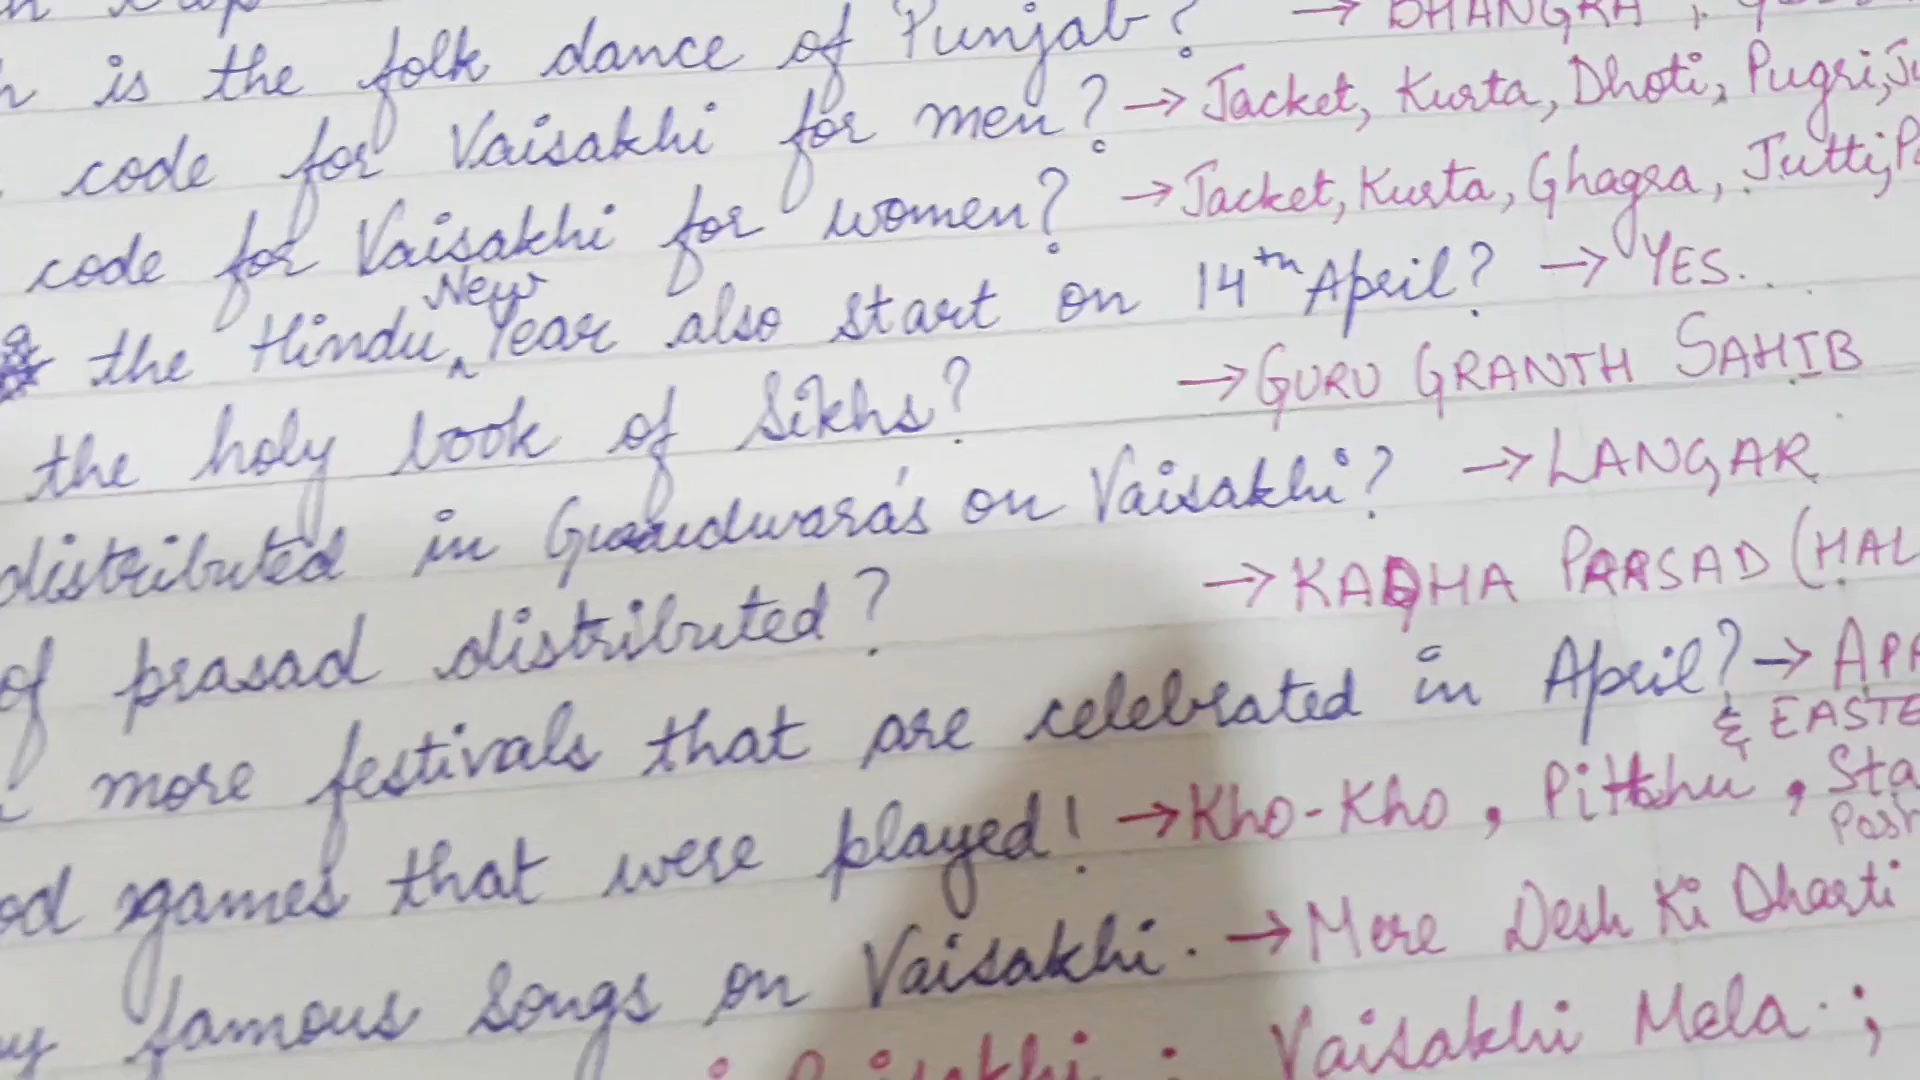 is the folk dance of Punjab? → BHANGRA,
code for Vaisakhi for men? → Jacket, Kurta, Dhoti, Pugri,
code for Vaisakhi for women? → Jacket, Kurta, Ghagra, Jutti,
the Hindu New Year also start on 14th April? → YES.
the holy book of Sikhs? → GURU GRANTH SAHIB
distributed in Gurudwara's on Vaisakhi? → LANGAR
of prasad distributed? → KADHA PARSAD (HAL
more festivals that are celebrated in April? → AP
& EASTE
games that were played! → Kho-Kho, Pitthu, Sta
Posh
famous songs on Vaisakhi. → Mere Desh Ki Dharti
Vaisakhi Mela.;